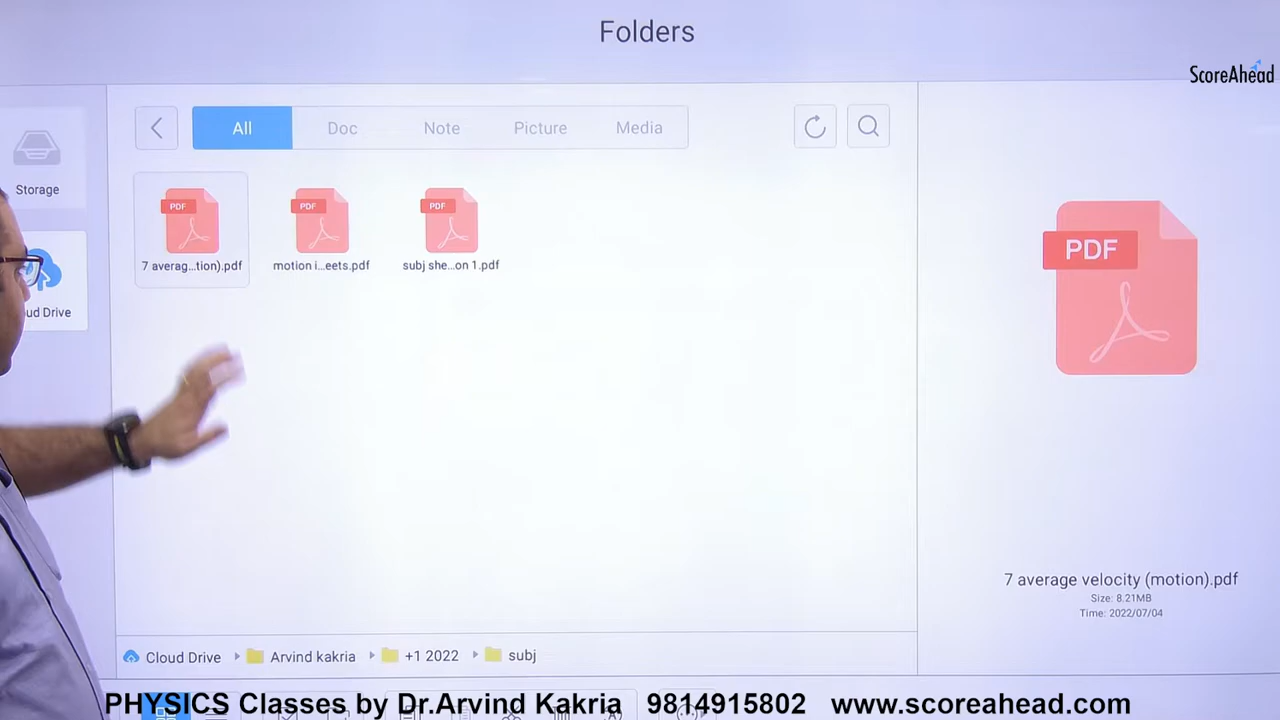 Folders
ScoreAhead
All Doc Note Picture Media
Storage
ud Drive
PDF PDF PDF
7 averag...tion).pdf motion i...eets.pdf subj she...on 1.pdf
PDF
7 average velocity (motion).pdf
Size: 8.21MB
Time: 2022/07/04
Cloud Drive Arvind kakria +1 2022 subj
PHYSICS Classes by Dr.Arvind Kakria 9814915802 www.scoreahead.com